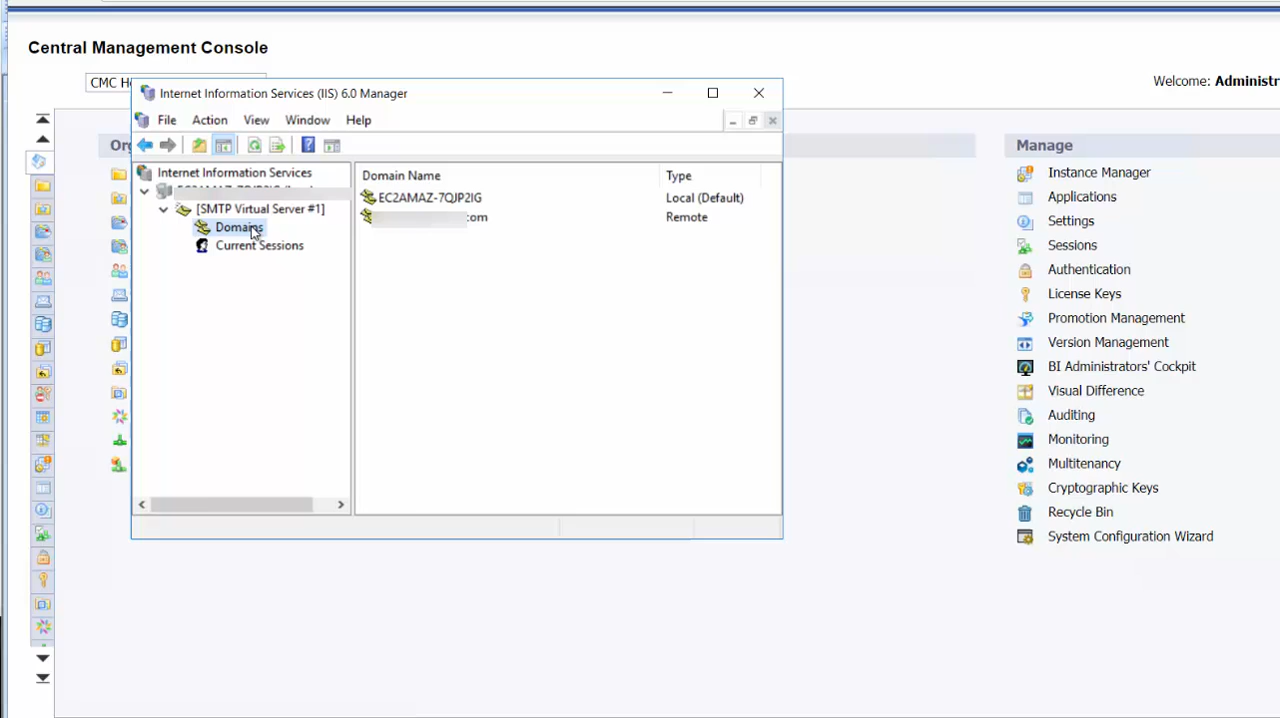 Central Management Console
CMC H
Welcome: Administr
Internet Information Services (IIS) 6.0 Manager
File Action View Window Help
Org
Manage
Internet Information Services
[SMTP Virtual Server #1]
Domains
Current Sessions
Domain Name Type
EC2AMAZ-7QJP2IG Local (Default)
com Remote
Instance Manager
Applications
Settings
Sessions
Authentication
License Keys
Promotion Management
Version Management
BI Administrators' Cockpit
Visual Difference
Auditing
Monitoring
Multitenancy
Cryptographic Keys
Recycle Bin
System Configuration Wizard